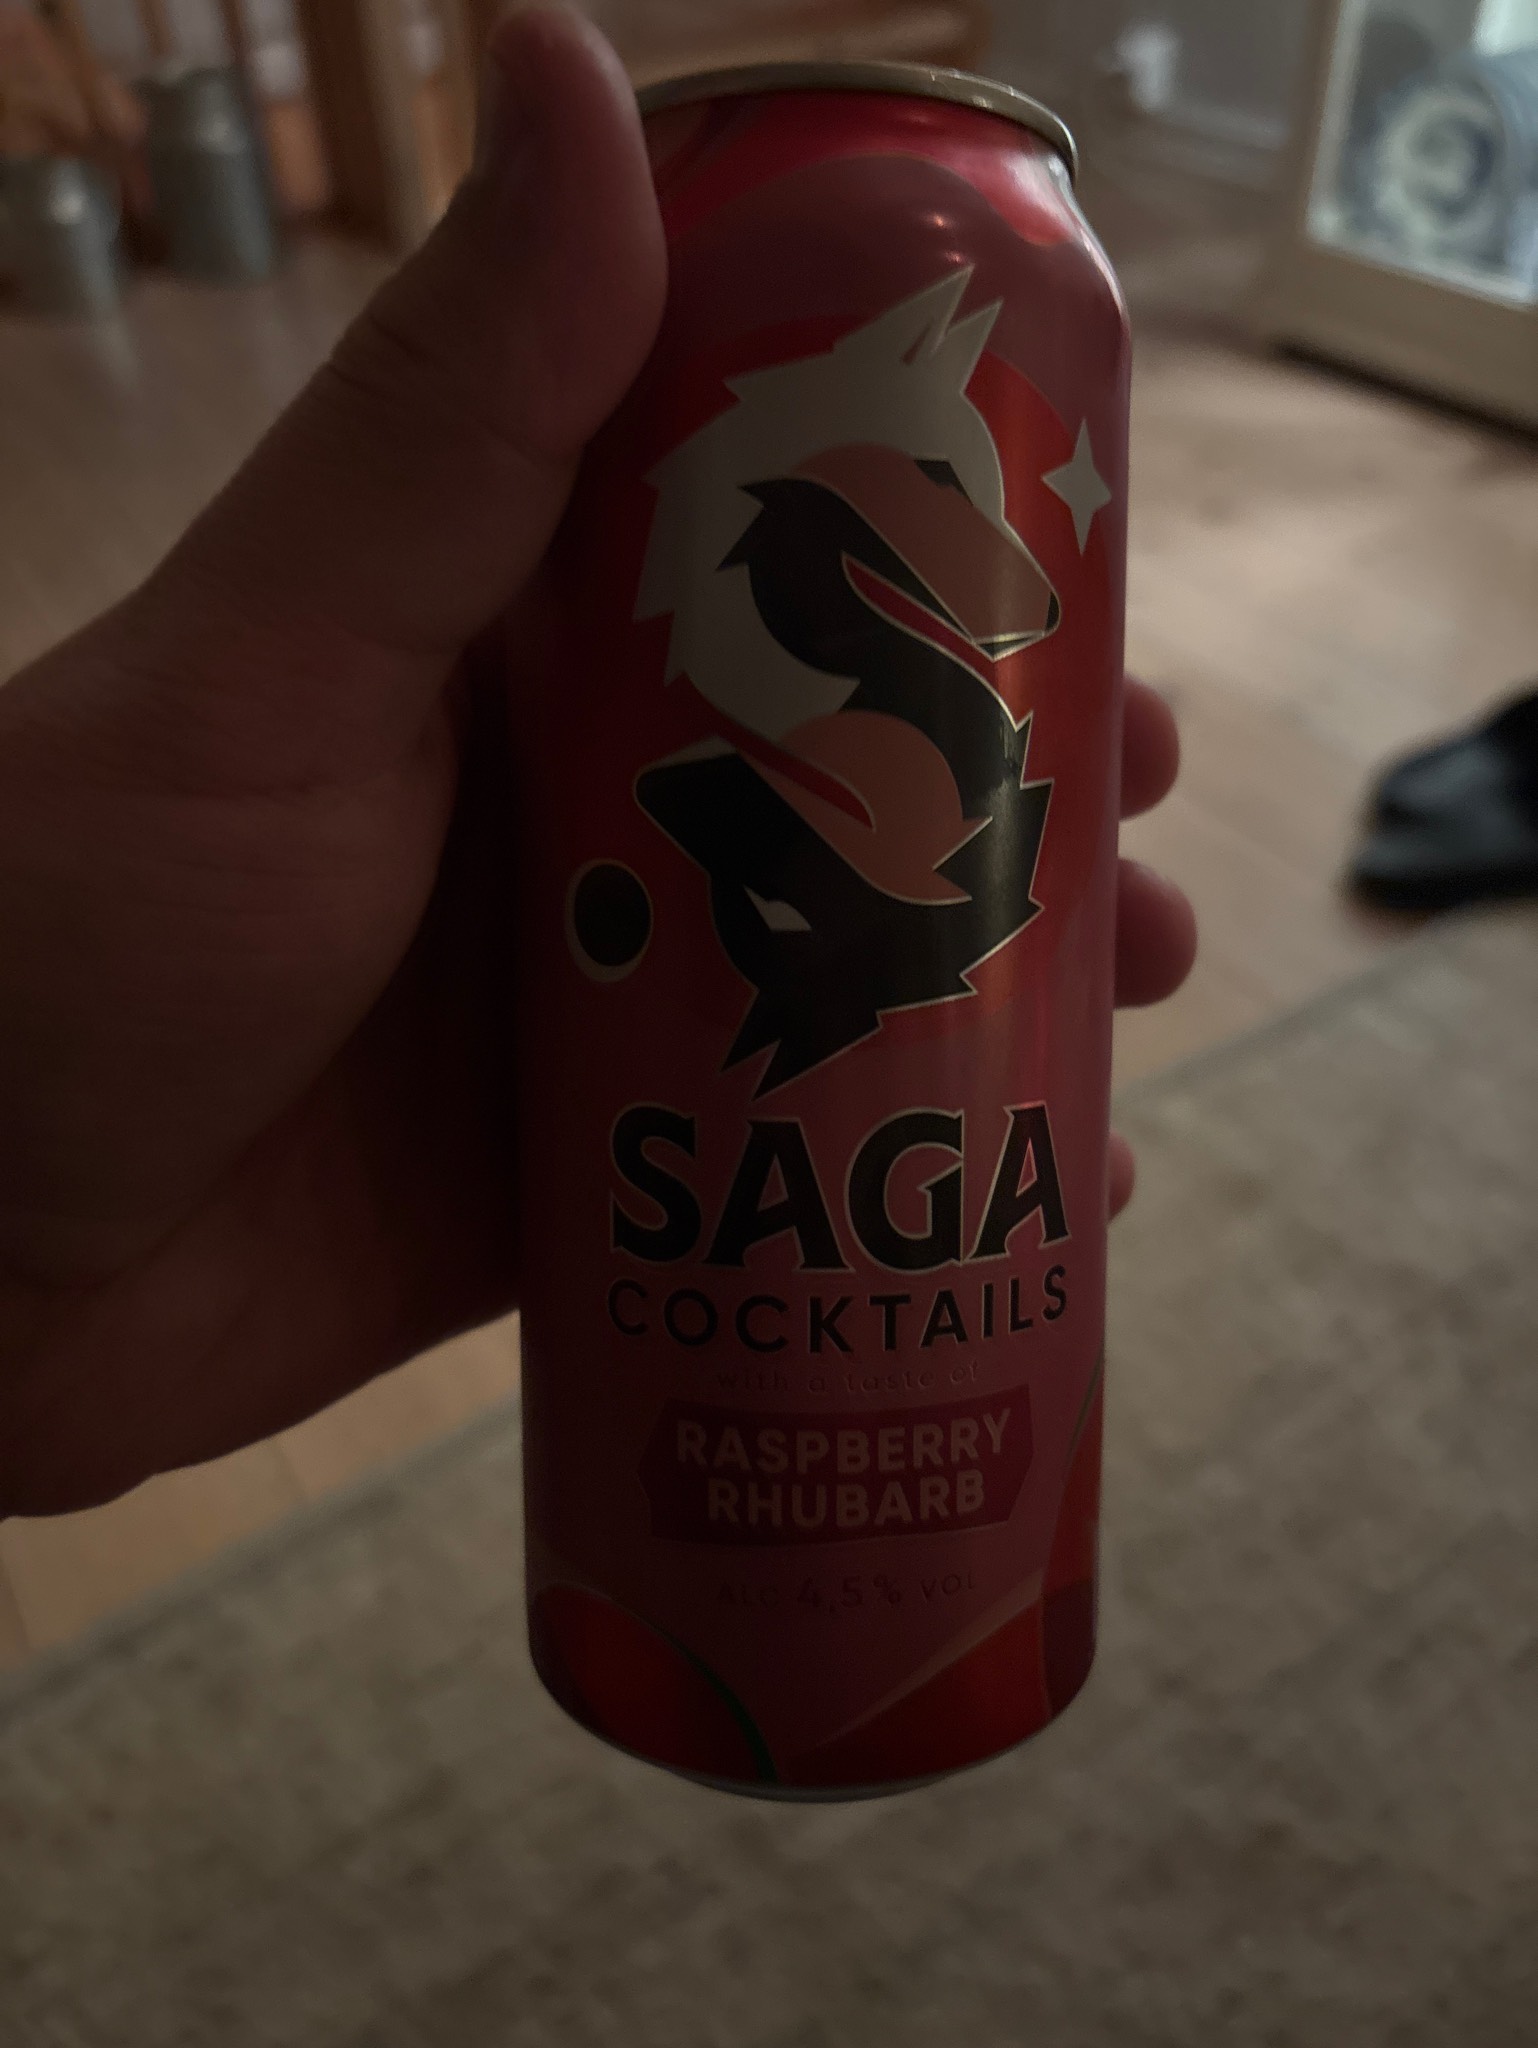 SAGA
COCKTAILS
with a taste of
RASPBERRY
RHUBARB
ALC 4,5% VOL